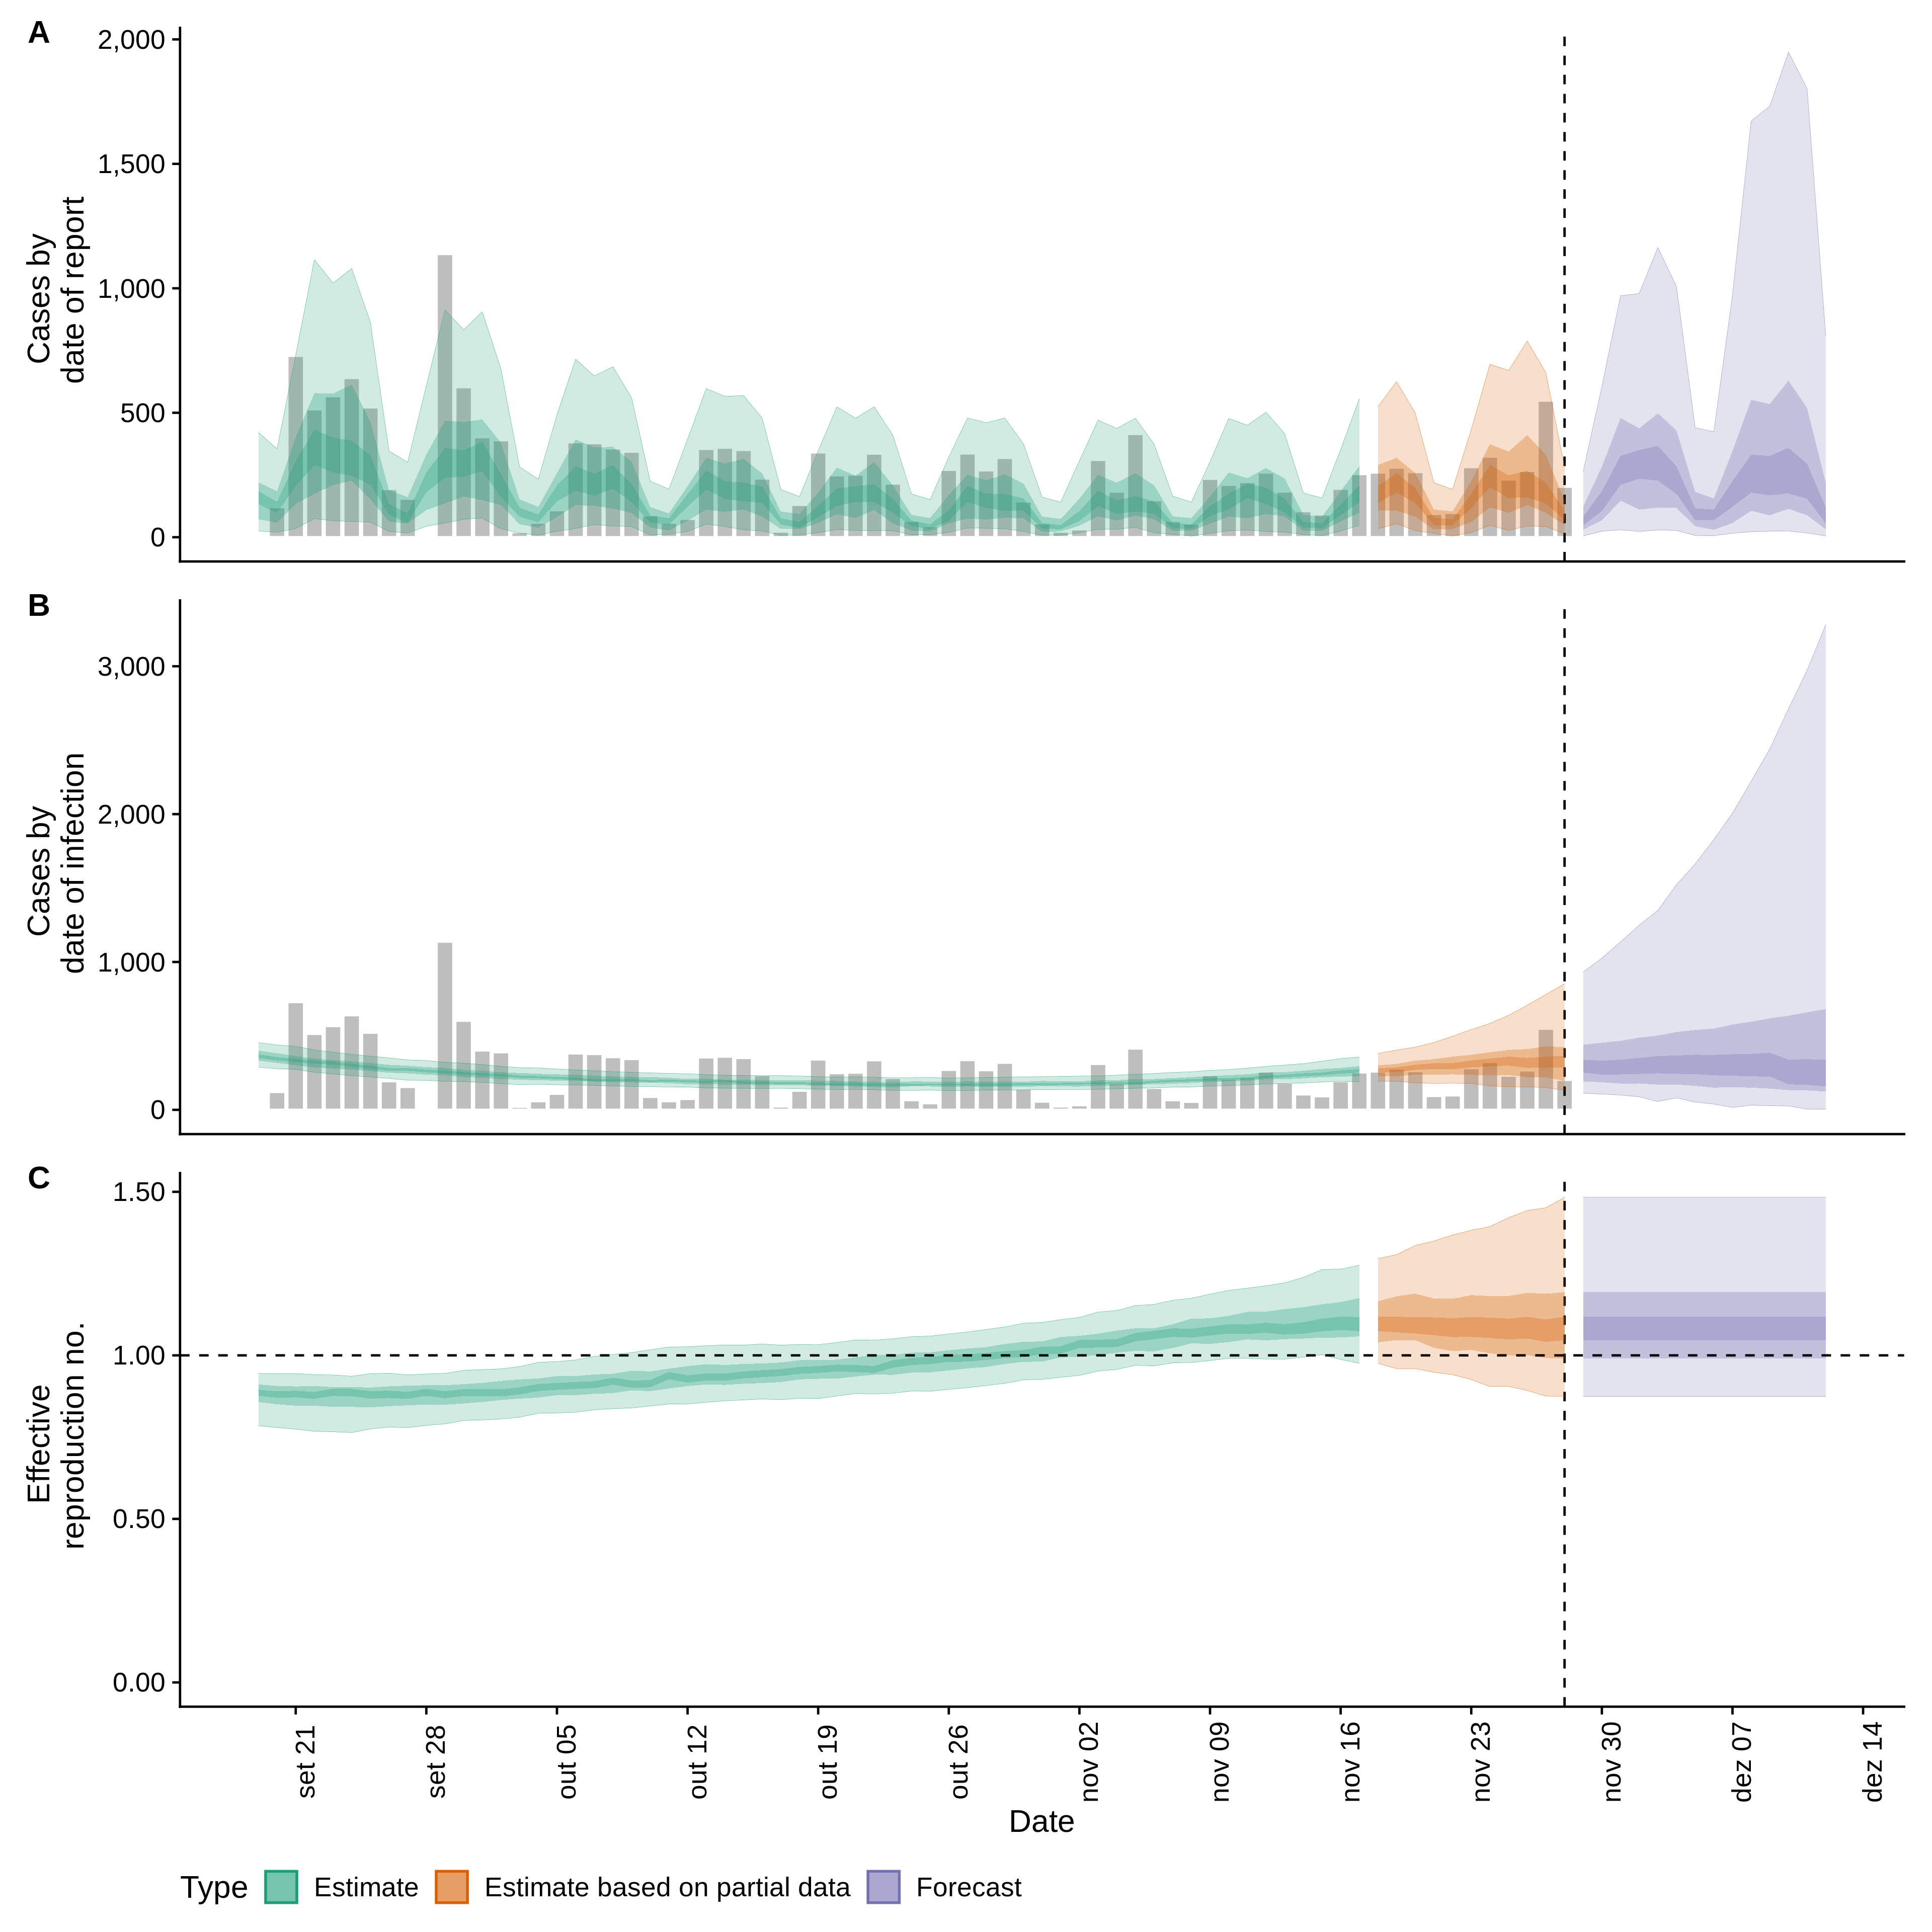 A
2,000
1,500
1,000
500
0
Cases by
date of report
B
3,000
2,000
1,000
0
Cases by
date of infection
C
1.50
1.00
0.50
0.00
Effective
reproduction no.
set 21
set 28
out 05
out 12
out 19
out 26
nov 02
nov 09
nov 16
nov 23
nov 30
dez 07
dez 14
Date
Type Estimate Estimate based on partial data Forecast